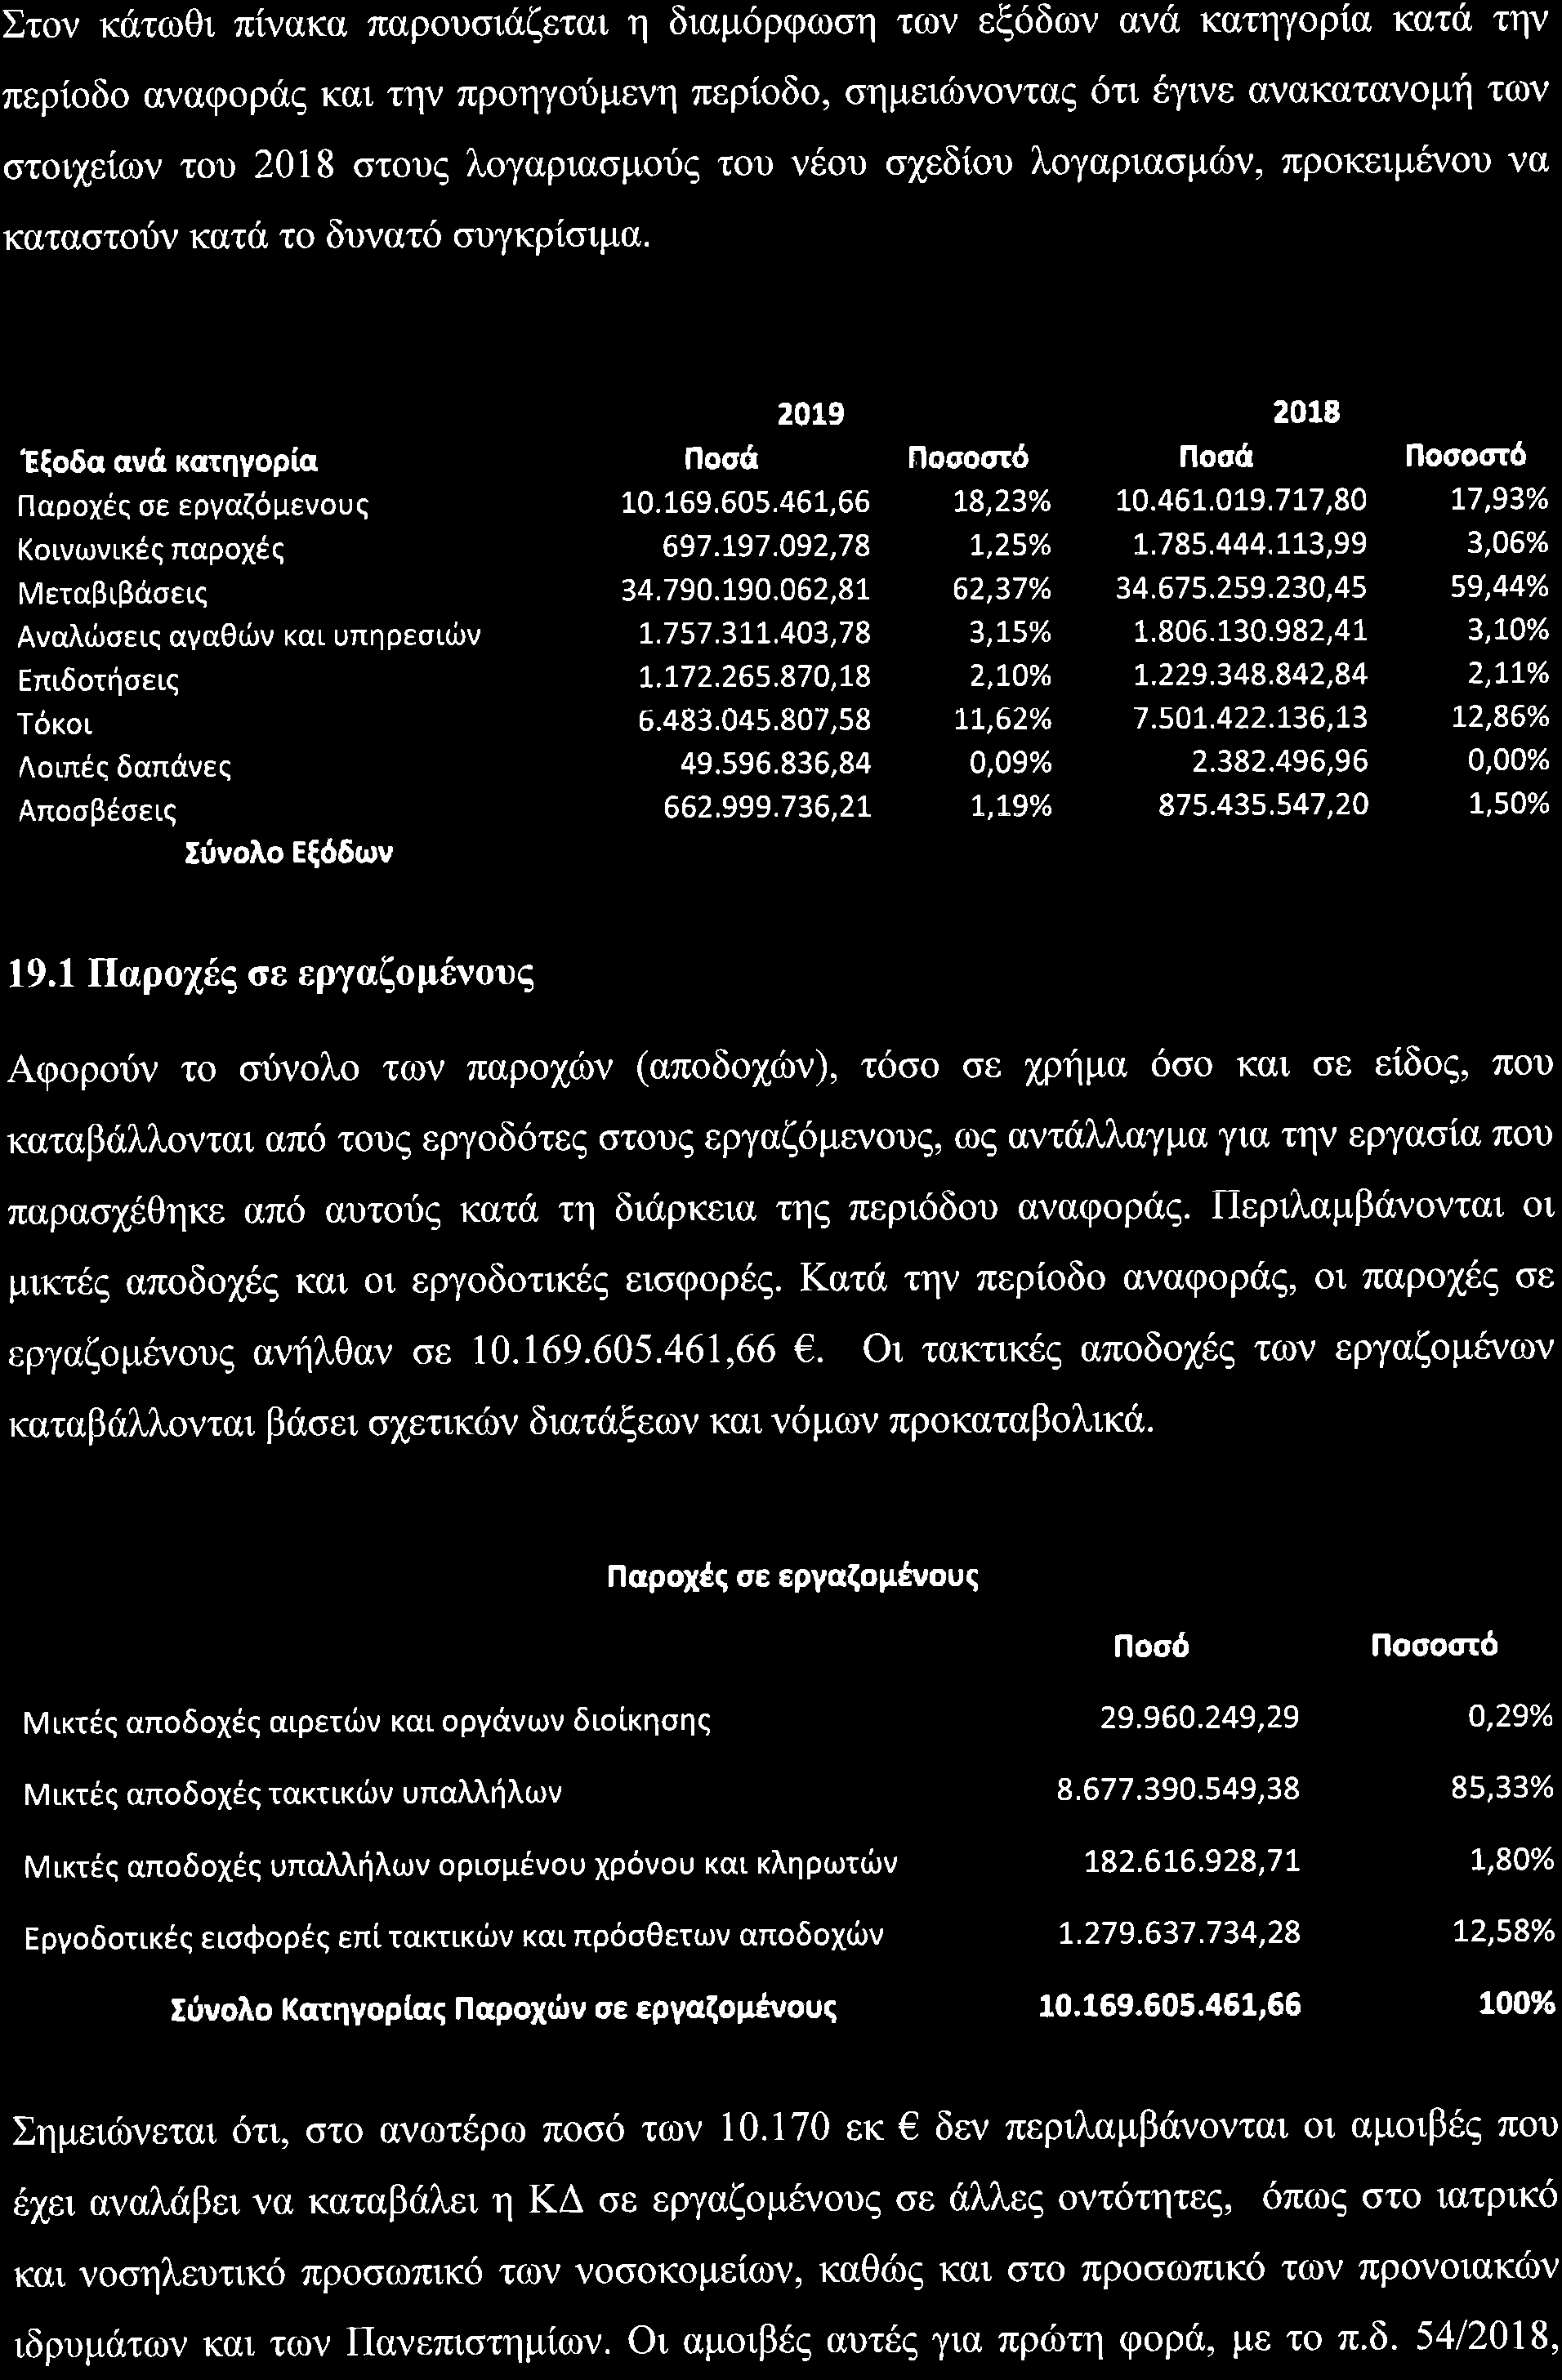 Στον κάτωθι πίνακα παρουσιάζεται η διαμόρφωση των εξόδων ανά κατηγορία κατά την
περίοδο αναφοράς και την προηγούμενη περίοδο, σημειώνοντας ότι έγινε ανακατανομή των
στοιχείων του 2018 στους λογαριασμούς του νέου σχεδίου λογαριασμών, προκειμένου να
καταστούν κατά το δυνατό συγκρίσιμα.
2019 2018
Έξοδα ανά κατηγορία Ποσά Ποσοστό Ποσά Ποσοστό
Παροχές σε εργαζόμενους 10.169.605.461,66 18,23% 10.461.019.717,80 17,93%
Κοινωνικές παροχές 697.197.092,78 1,25% 1.785.444.113,99 3,06%
Μεταβιβάσεις 34.790.190.062,81 62,37% 34.675.259.230,45 59,44%
Αναλώσεις αγαθών και υπηρεσιών 1.757.311.403,78 3,15% 1.806.130.982,41 3,10%
Επιδοτήσεις 1.172.265.870,18 2,10% 1.229.348.842,84 2,11%
Τόκοι 6.483.045.807,58 11,62% 7.501.422.136,13 12,86%
Λοιπές δαπάνες 49.596.836,84 0,09% 2.382.496,96 0,00%
Αποσβέσεις 662.999.736,21 1,19% 875.435.547,20 1,50%
Σύνολο Εξόδων
19.1 Παροχές σε εργαζομένους
Αφορούν το σύνολο των παροχών (αποδοχών), τόσο σε χρήμα όσο και σε είδος, που
καταβάλλονται από τους εργοδότες στους εργαζόμενους, ως αντάλλαγμα για την εργασία που
παρασχέθηκε από αυτούς κατά τη διάρκεια της περιόδου αναφοράς. Περιλαμβάνονται οι
μικτές αποδοχές και οι εργοδοτικές εισφορές. Κατά την περίοδο αναφοράς, οι παροχές σε
εργαζομένους ανήλθαν σε 10.169.605.461,66 €. Οι τακτικές αποδοχές των εργαζομένων
καταβάλλονται βάσει σχετικών διατάξεων και νόμων προκαταβολικά.
Παροχές σε εργαζομένους
Ποσό Ποσοστό
Μικτές αποδοχές αιρετών και οργάνων διοίκησης 29.960.249,29 0,29%
Μικτές αποδοχές τακτικών υπαλλήλων 8.677.390.549,38 85,33%
Μικτές αποδοχές υπαλλήλων ορισμένου χρόνου και κληρωτών 182.616.928,71 1,80%
Εργοδοτικές εισφορές επί τακτικών και πρόσθετων αποδοχών 1.279.637.734,28 12,58%
Σύνολο Κατηγορίας Παροχών σε εργαζομένους 10.169.605.461,66 100%
Σημειώνεται ότι, στο ανωτέρω ποσό των 10.170 εκ € δεν περιλαμβάνονται οι αμοιβές που
έχει αναλάβει να καταβάλει η ΚΔ σε εργαζομένους σε άλλες οντότητες, όπως στο ιατρικό
και νοσηλευτικό προσωπικό των νοσοκομείων, καθώς και στο προσωπικό των προνοιακών
ιδρυμάτων και των Πανεπιστημίων. Οι αμοιβές αυτές για πρώτη φορά, με το π.δ. 54/2018,